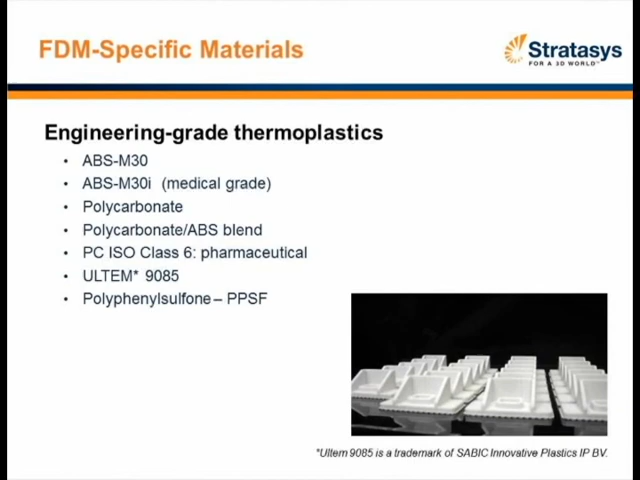 FDM-Specific Materials
Stratasys
FOR A 3D WORLD™
Engineering-grade thermoplastics
• ABS-M30
• ABS-M30i (medical grade)
• Polycarbonate
• Polycarbonate/ABS blend
• PC ISO Class 6: pharmaceutical
• ULTEM* 9085
• Polyphenylsulfone – PPSF
*Ultem 9085 is a trademark of SABIC Innovative Plastics IP BV.